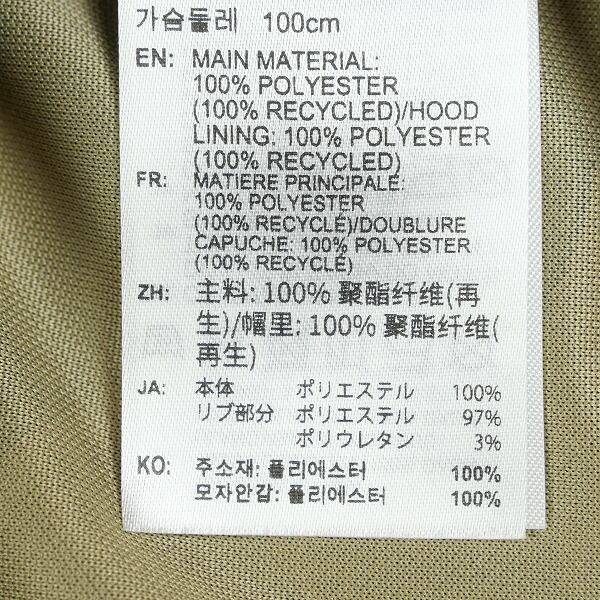 가슴둘레 100cm
EN: MAIN MATERIAL:
100% POLYESTER
(100% RECYCLED)/HOOD
LINING: 100% POLYESTER
(100% RECYCLED)
FR: MATIERE PRINCIPALE:
100% POLYESTER
(100% RECYCLÉ)/DOUBLURE
CAPUCHE: 100% POLYESTER
(100% RECYCLÉ)
ZH: 主料: 100% 聚酯纤维(再
生)/帽里: 100% 聚酯纤维(
再生)
JA: 本体 ポリエステル 100%
リブ部分 ポリエステル 97%
ポリウレタン 3%
KO: 주소재: 폴리에스터 100%
모자안감: 폴리에스터 100%